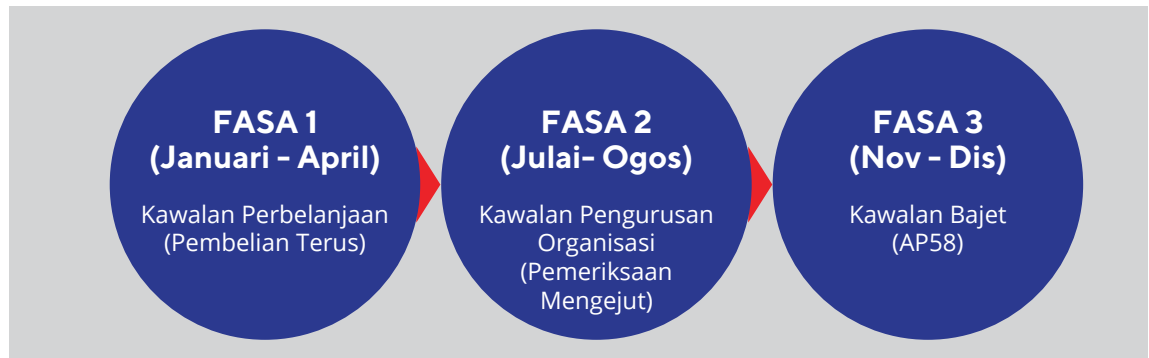 FASA 1
(Januari - April)
Kawalan Perbelanjaan
(Pembelian Terus)
FASA 2
(Julai- Ogos)
Kawalan Pengurusan
Organisasi
(Pemeriksaan
Mengejut)
FASA 3
(Nov - Dis)
Kawalan Bajet
(AP58)